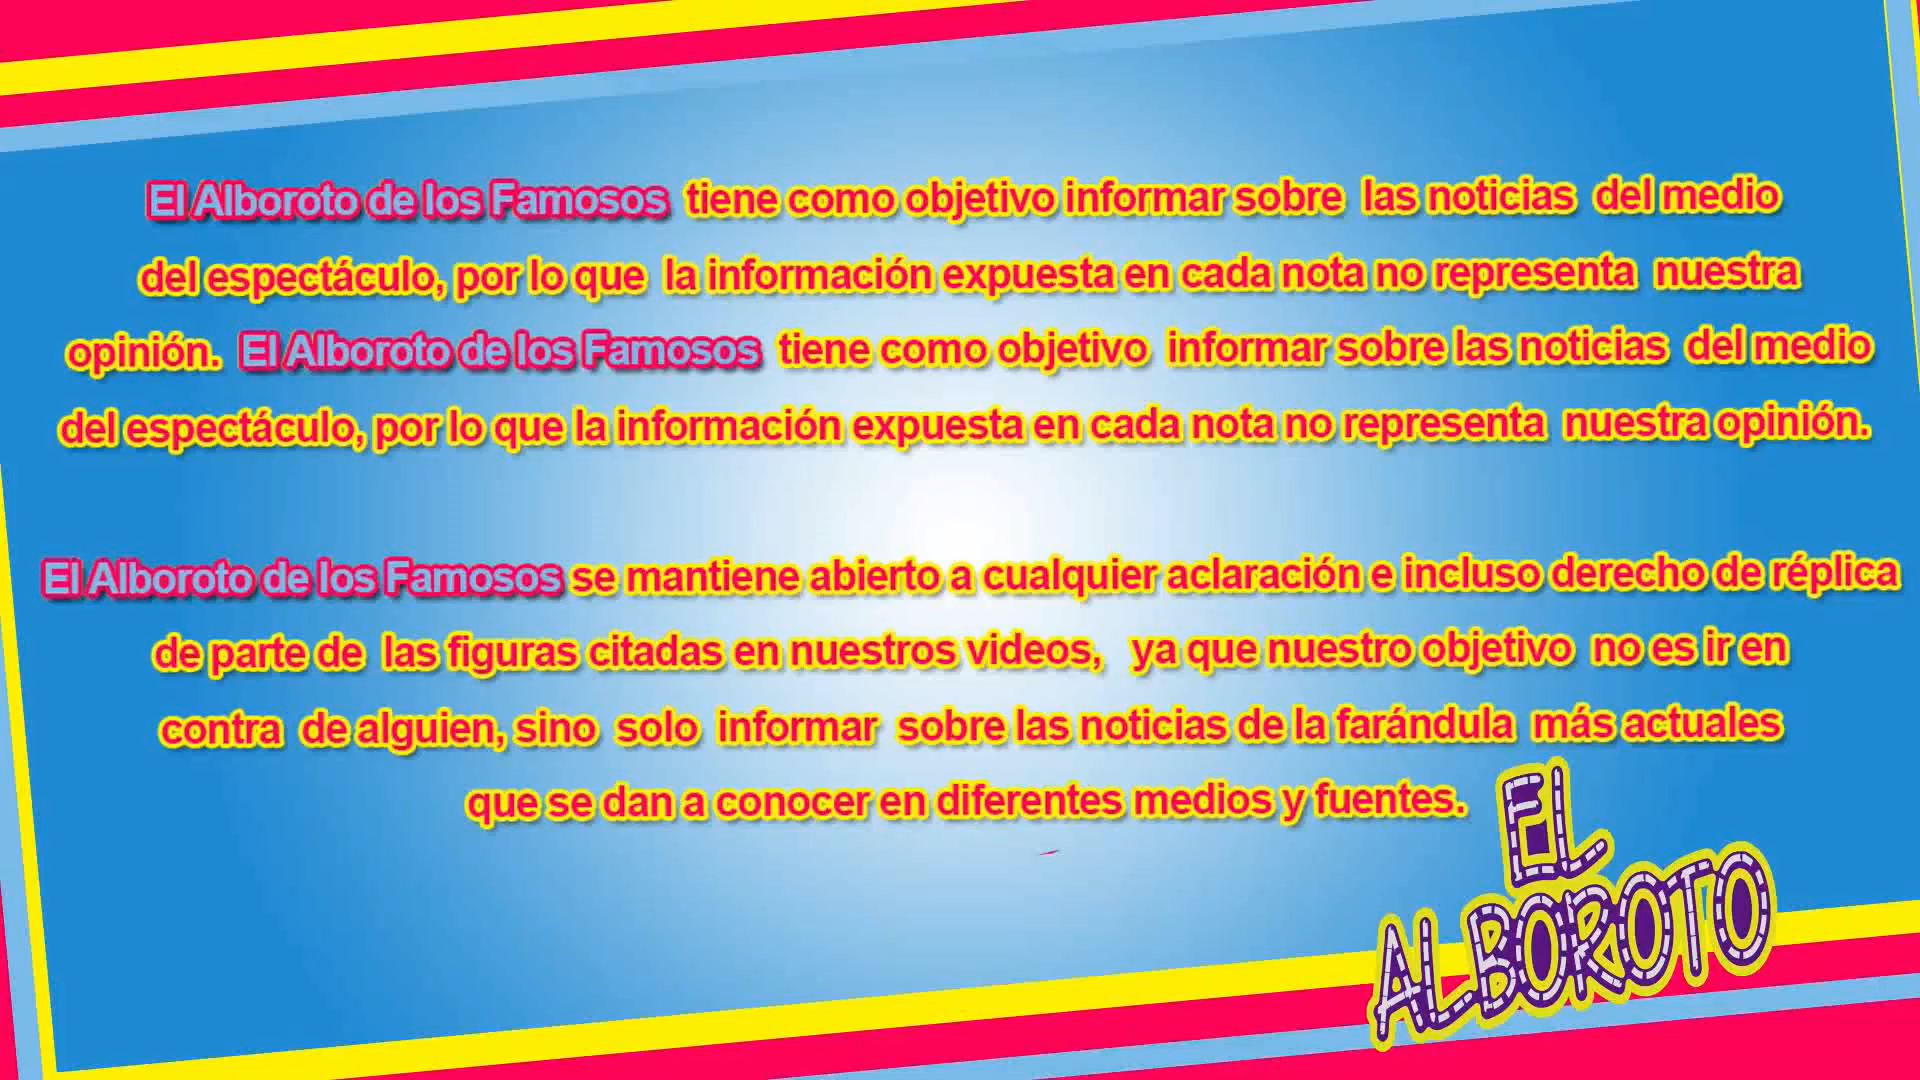 El Alboroto de los Famosos tiene como objetivo informar sobre las noticias del medio
del espectáculo, por lo que la información expuesta en cada nota no representa nuestra
opinión. El Alboroto de los Famosos tiene como objetivo informar sobre las noticias del medio
del espectáculo, por lo que la información expuesta en cada nota no representa nuestra opinión.
El Alboroto de los Famosos se mantiene abierto a cualquier aclaración e incluso derecho de réplica
de parte de las figuras citadas en nuestros videos, ya que nuestro objetivo no es ir en
contra de alguien, sino solo informar sobre las noticias de la farándula más actuales
que se dan a conocer en diferentes medios y fuentes.
EL
ALBOROTO